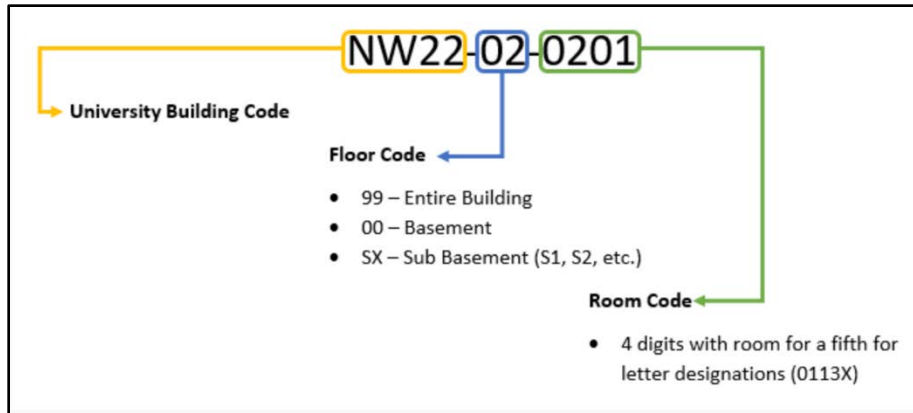 NW22-02-0201
University Building Code
Floor Code
• 99 – Entire Building
• 00 – Basement
• SX – Sub Basement (S1, S2, etc.)
Room Code
• 4 digits with room for a fifth for
letter designations (0113X)